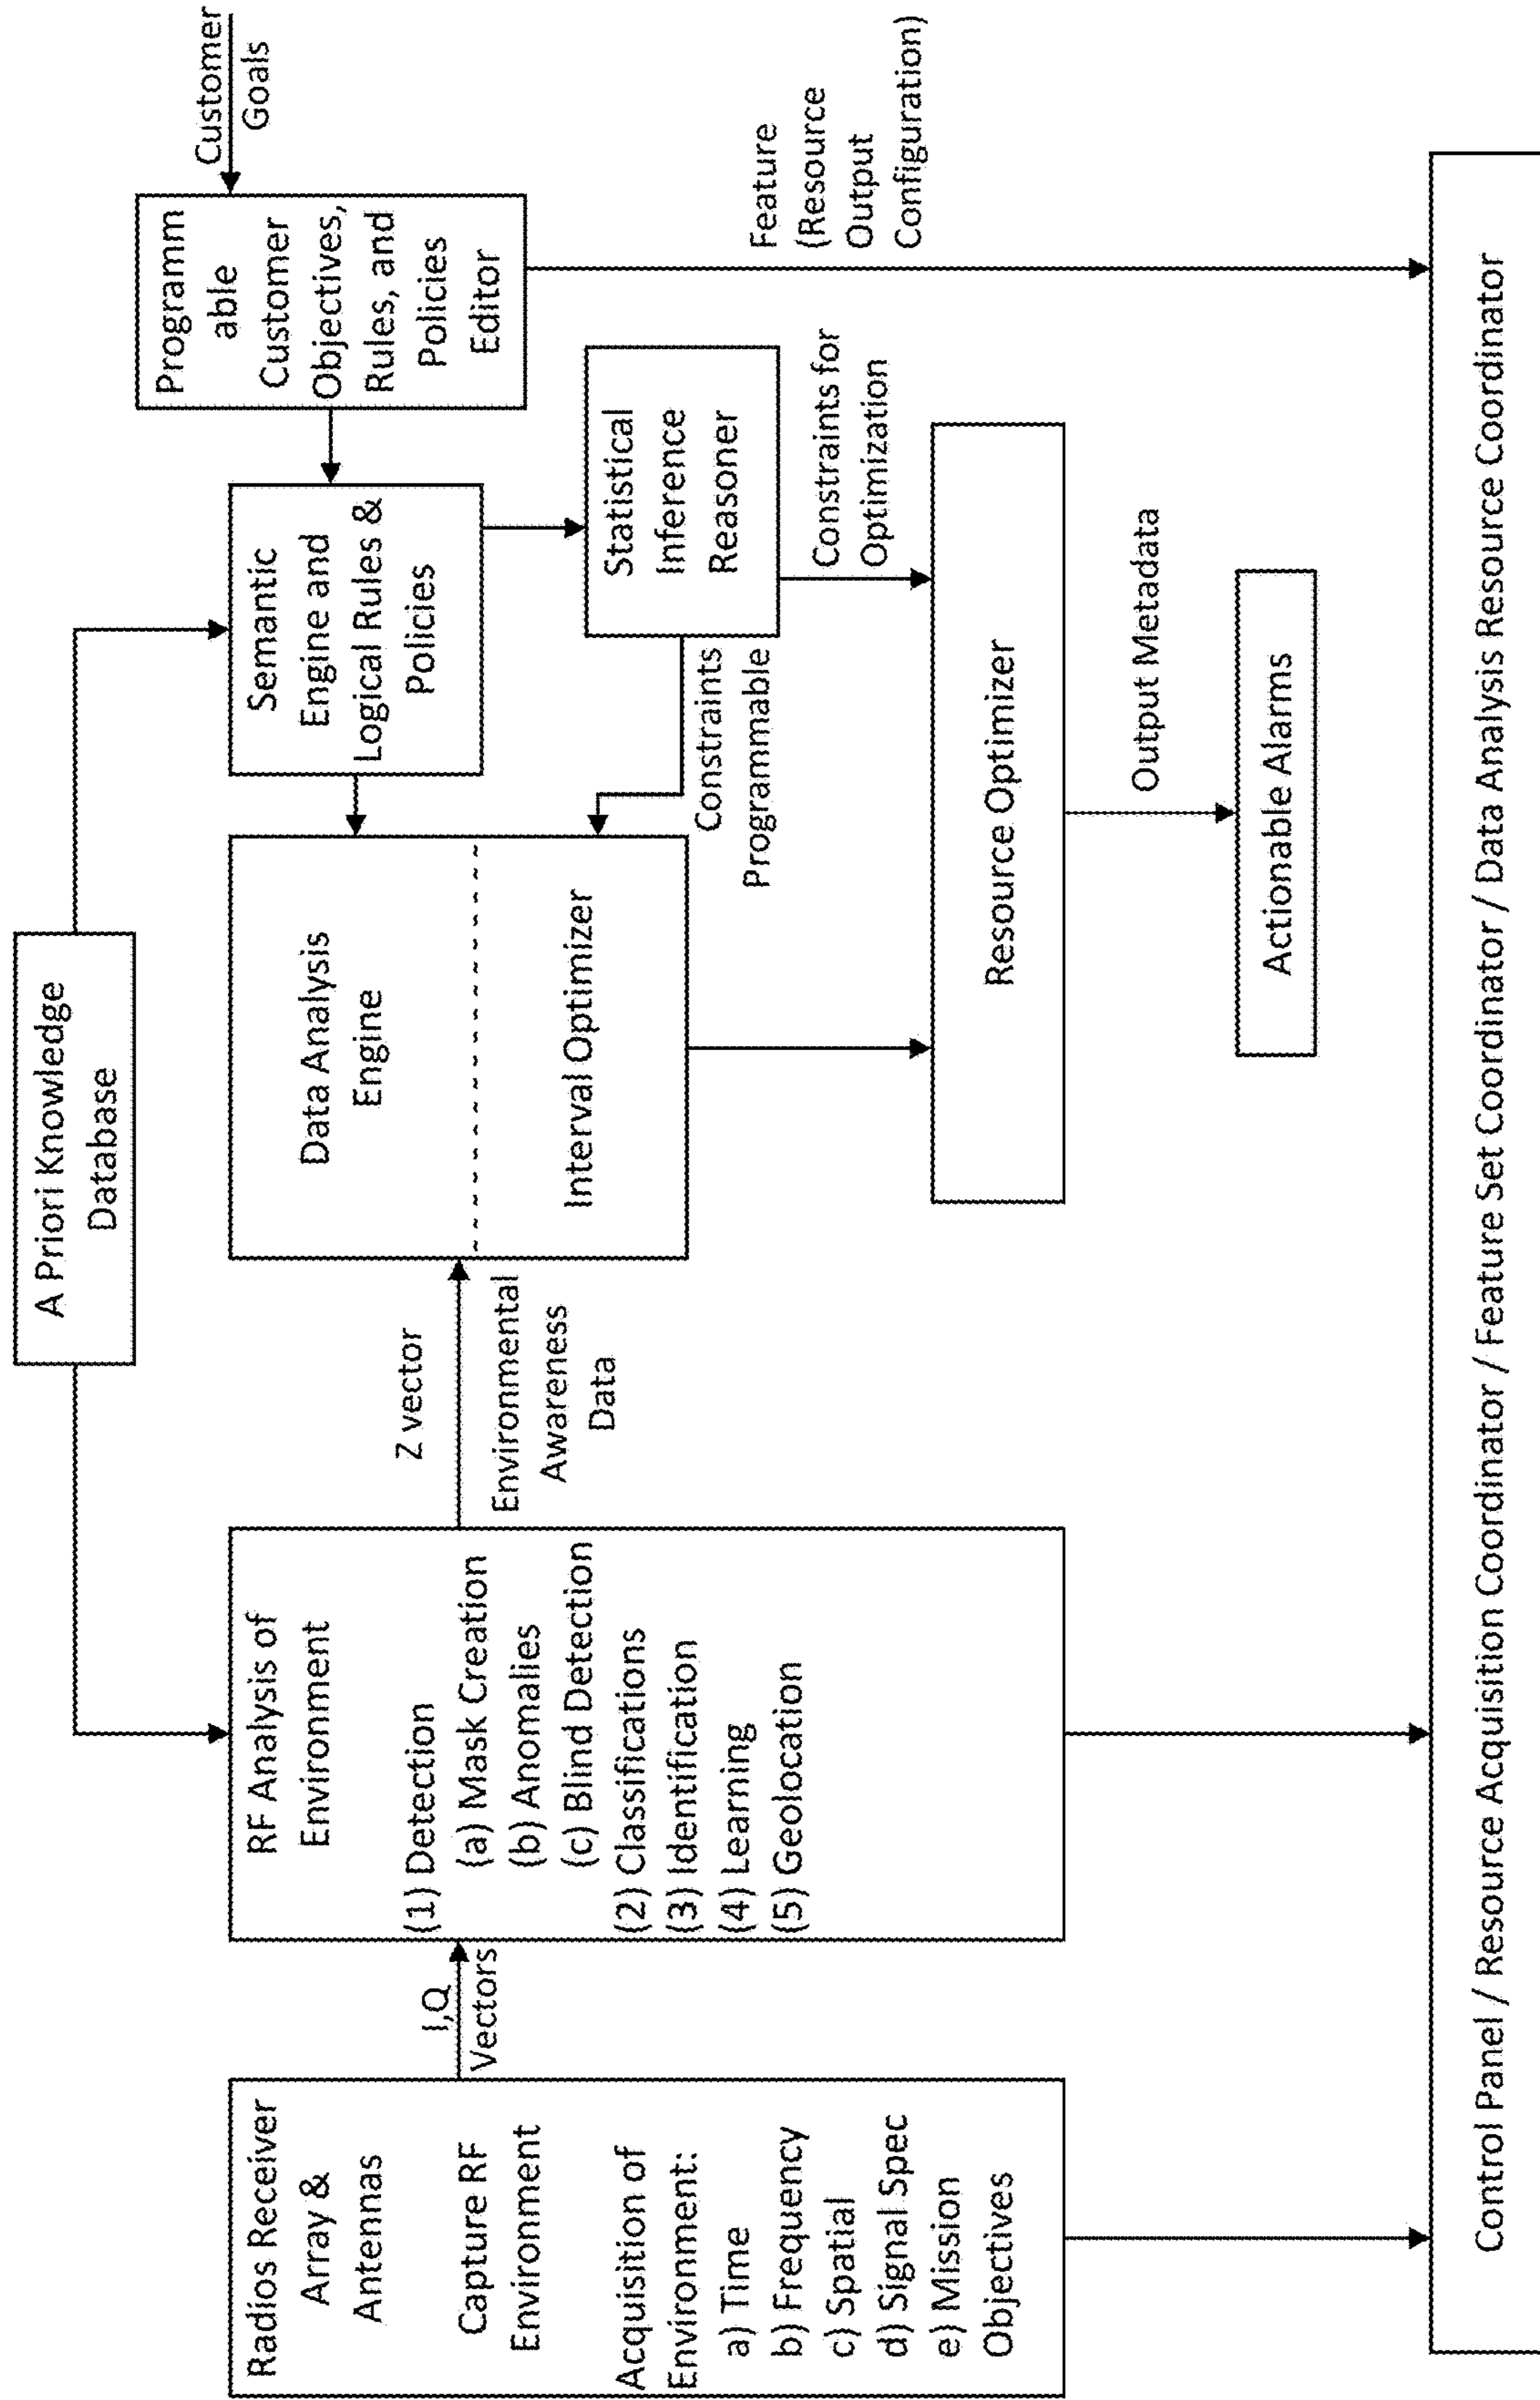 A Priori Knowledge
Database
Radios Receiver
Array &
Antennas
Capture RF
Environment
Acquisition of
Environment:
a) Time
b) Frequency
c) Spatial
d) Signal Spec
e) Mission
Objectives
I,Q
Vectors
RF Analysis of
Environment
(1) Detection
(a) Mask Creation
(b) Anomalies
(c) Blind Detection
(2) Classifications
(3) Identification
(4) Learning
(5) Geolocation
Z vector
Environmental
Awareness
Data
Data Analysis
Engine
Interval Optimizer
Semantic
Engine and
Logical Rules &
Policies
Programm
able
Customer
Objectives,
Rules, and
Policies
Editor
Customer
Goals
Statistical
Inference
Reasoner
Constraints
Programmable
Constraints for
Optimization
Feature
(Resource
Output
Configuration)
Resource Optimizer
Output Metadata
Actionable Alarms
Control Panel / Resource Acquisition Coordinator / Feature Set Coordinator / Data Analysis Resource Coordinator